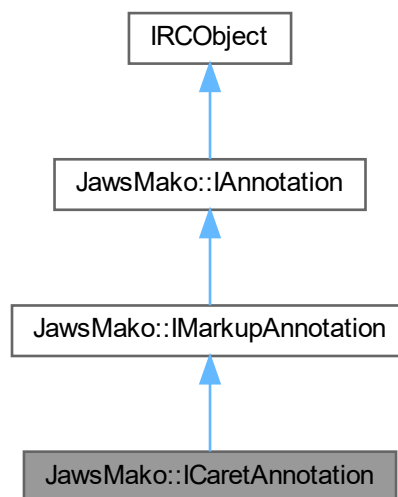 IRCObject
JawsMako::IAnnotation
JawsMako::IMarkupAnnotation
JawsMako::ICaretAnnotation